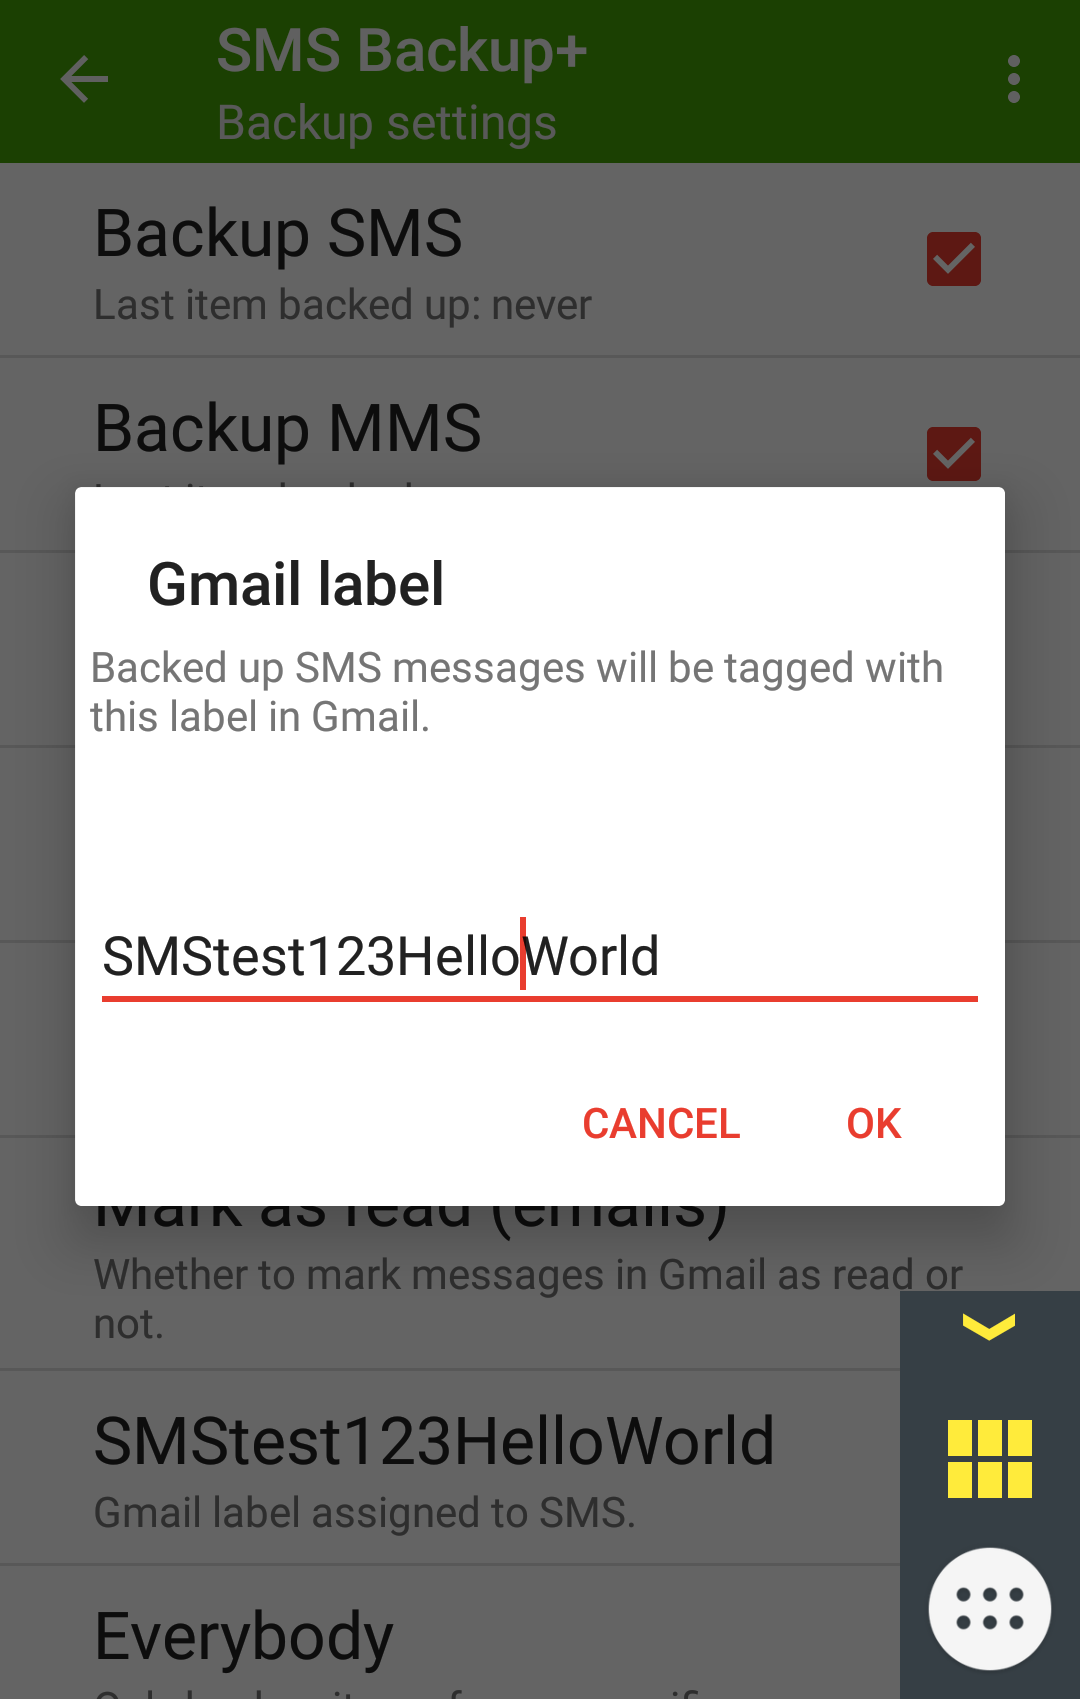 SMS Backup+
Backup settings
Backup SMS
Last item backed up: never
Backup MMS
Gmail label
Backed up SMS messages will be tagged with
this label in Gmail.
SMStest123HelloWorld
CANCEL OK
Mark as read (emails)
Whether to mark messages in Gmail as read or
not.
SMStest123HelloWorld
Gmail label assigned to SMS.
Everybody